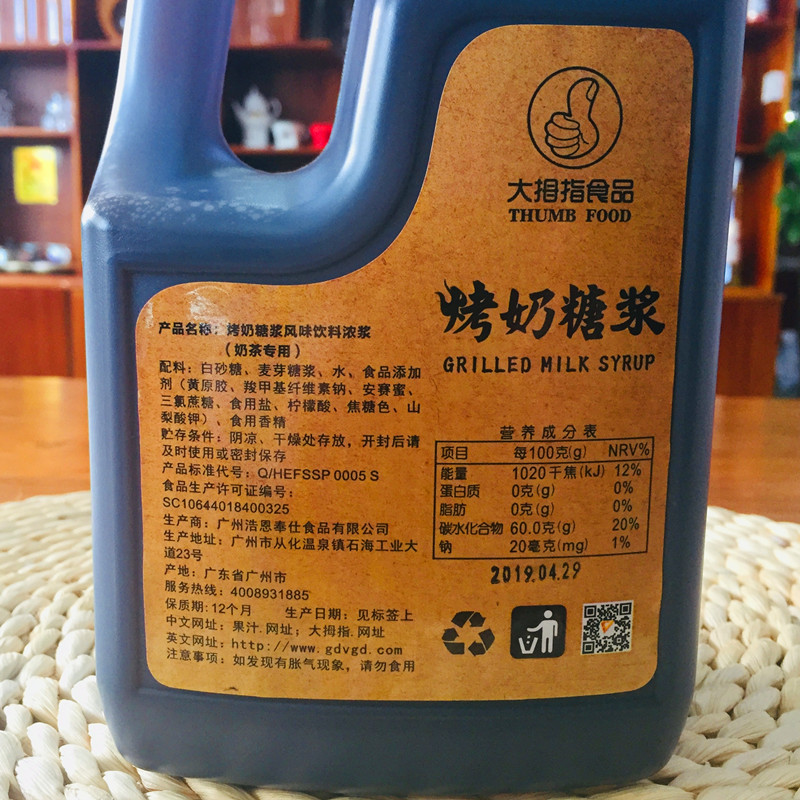 大拇指食品
THUMB FOOD
烤奶糖浆
GRILLED MILK SYRUP
产品名称：烤奶糖浆风味饮料浓浆
（奶茶专用）
配料：白砂糖、麦芽糖浆、水、食品添加
剂（黄原胶、羧甲基纤维素钠、安赛蜜、
三氯蔗糖、食用盐、柠檬酸、焦糖色、山
梨酸钾）、食用香精
贮存条件：阴凉、干燥处存放，开封后请
及时使用或密封保存
产品标准代号：Q/HEFSSP 0005 S
食品生产许可证编号：
SC10644018400325
生产商：广州浩恩奉仕食品有限公司
生产地址：广州市从化温泉镇石海工业大
道23号
产地：广东省广州市
服务热线：4008931885
保质期：12个月 生产日期：见标签上
中文网址：果汁.网址；大拇指.网址
英文网址：http://www.gdvgd.com
注意事项：如发现有胀气现象，请勿食用
营养成分表
项目 每100克(g) NRV%
能量 1020千焦(kJ) 12%
蛋白质 0克(g) 0%
脂肪 0克(g) 0%
碳水化合物 60.0克(g) 20%
钠 20毫克(mg) 1%
2019.04.29